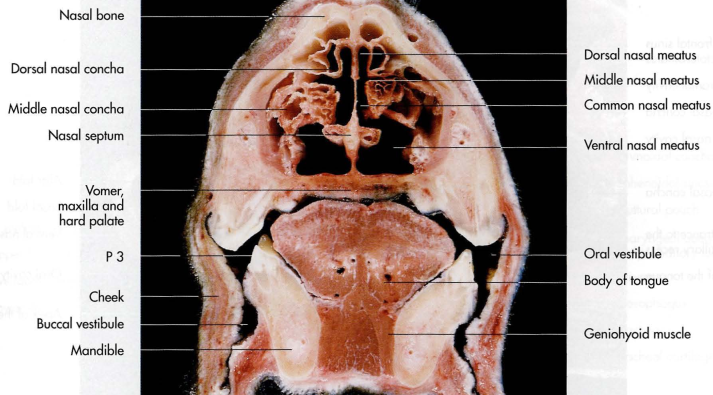 Nasal bone
Dorsal nasal concha
Middle nasal concha
Nasal septum
Vomer,
maxilla and
hard palate
P 3
Cheek
Buccal vestibule
Mandible
Dorsal nasal meatus
Middle nasal meatus
Common nasal meatus
Ventral nasal meatus
Oral vestibule
Body of tongue
Geniohyoid muscle